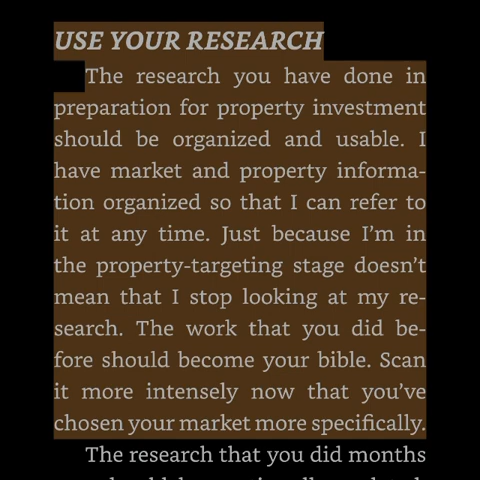 USE YOUR RESEARCH
The research you have done in
preparation for property investment
should be organized and usable. I
have market and property informa-
tion organized so that I can refer to
it at any time. Just because I’m in
the property-targeting stage doesn’t
mean that I stop looking at my re-
search. The work that you did be-
fore should become your bible. Scan
it more intensely now that you’ve
chosen your market more specifically.
The research that you did months